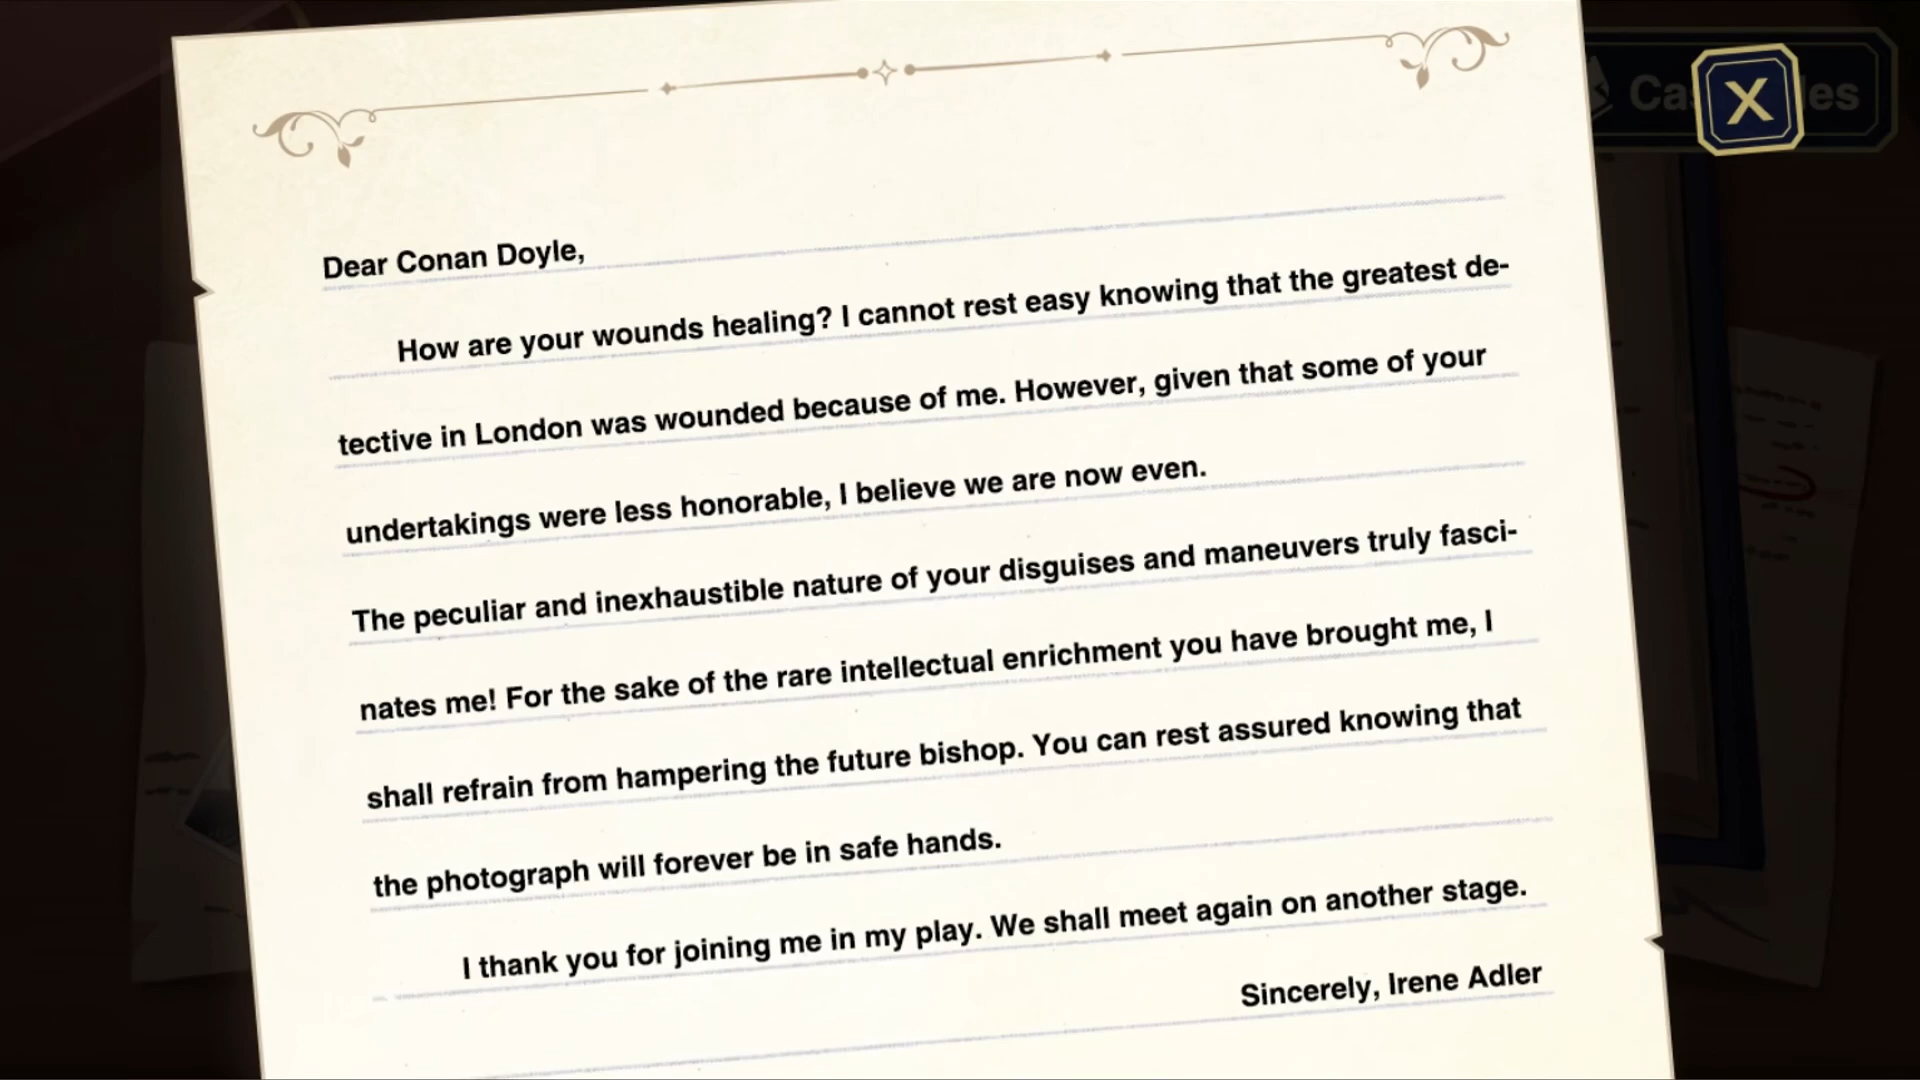 Dear Conan Doyle,
How are your wounds healing? I cannot rest easy knowing that the greatest de-
tective in London was wounded because of me. However, given that some of your
undertakings were less honorable, I believe we are now even.
The peculiar and inexhaustible nature of your disguises and maneuvers truly fasci-
nates me! For the sake of the rare intellectual enrichment you have brought me, I
shall refrain from hampering the future bishop. You can rest assured knowing that
the photograph will forever be in safe hands.
I thank you for joining me in my play. We shall meet again on another stage.
Sincerely, Irene Adler
X